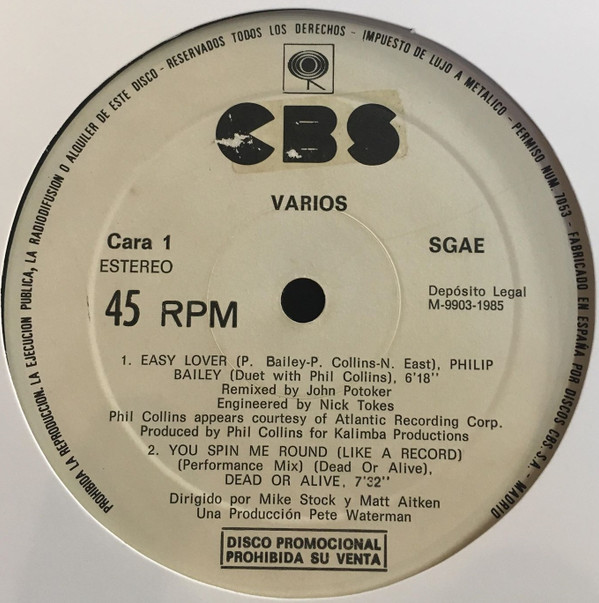 PROHIBIDA LA REPRODUCCION, LA EJECUCION PUBLICA, LA RADIODIFUSION O ALQUILER DE ESTE DISCO - RESERVADOS TODOS LOS DERECHOS - IMPUESTO DE LUJO A METALICO - PERMISO NUM. 7053 - FABRICADO EN ESPAÑA POR DISCOS CBS. S.A. MADRID
CBS
VARIOS
Cara 1
SGAE
ESTEREO
Depósito Legal
M-9903-1985
45 RPM
1. EASY LOVER (P. Bailey-P. Collins-N. East), PHILIP
BAILEY (Duet with Phil Collins), 6'18''
Remixed by John Potoker
Engineered by Nick Tokes
Phil Collins appears courtesy of Atlantic Recording Corp.
Produced by Phil Collins for Kalimba Productions
2. YOU SPIN ME ROUND (LIKE A RECORD)
(Performance Mix) (Dead Or Alive),
DEAD OR ALIVE, 7'32''
Dirigido por Mike Stock y Matt Aitken
Una Producción Pete Waterman
DISCO PROMOCIONAL
PROHIBIDA SU VENTA